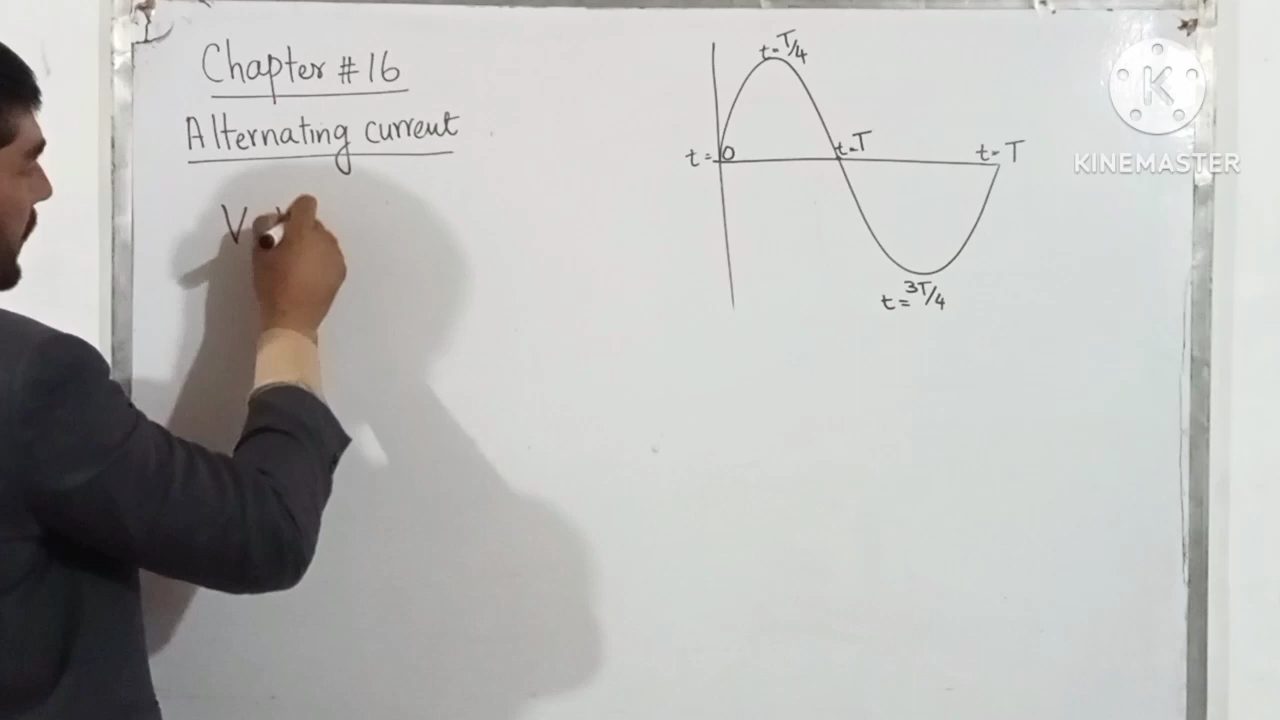 Chapter # 16
Alternating current
V
t=T/4
t=0
t=T
t=T
t=3T/4
K
KINEMASTER